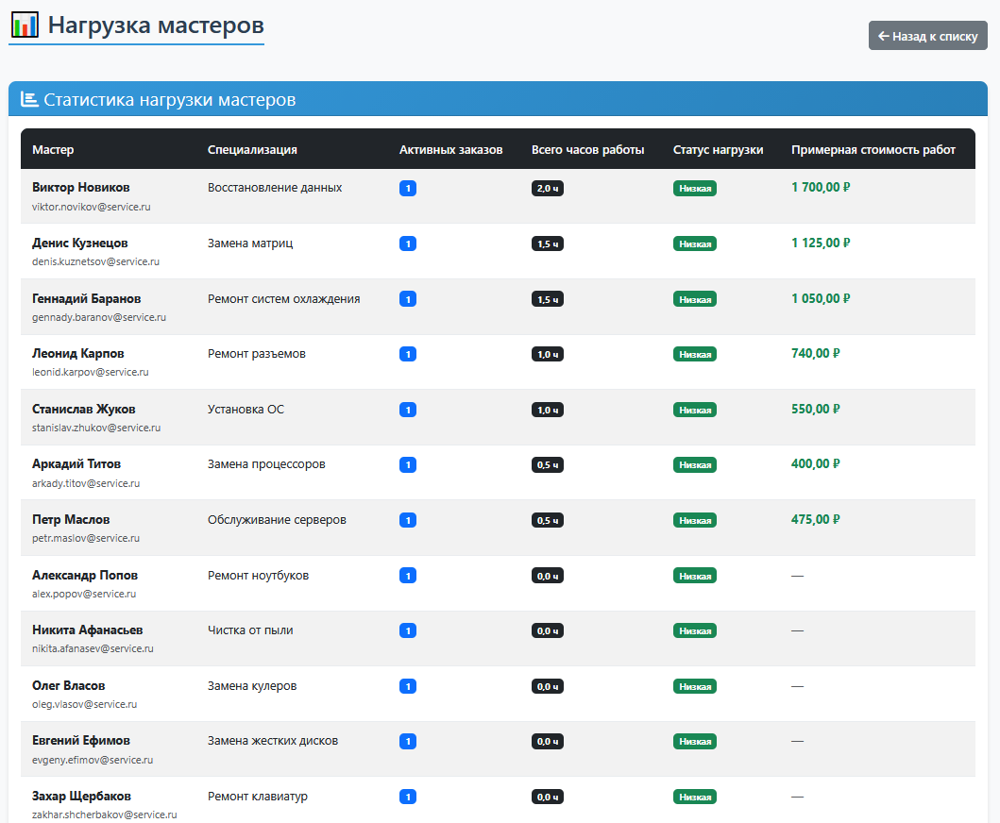 Нагрузка мастеров
Назад к списку
Статистика нагрузки мастеров
Мастер Специализация Активных заказов Всего часов работы Статус нагрузки Примерная стоимость работ
Виктор Новиков Восстановление данных 1 2,0 ч Низкая 1 700,00 ₽
viktor.novikov@service.ru
Денис Кузнецов Замена матриц 1 1,5 ч Низкая 1 125,00 ₽
denis.kuznetsov@service.ru
Геннадий Баранов Ремонт систем охлаждения 1 1,5 ч Низкая 1 050,00 ₽
gennady.baranov@service.ru
Леонид Карпов Ремонт разъемов 1 1,0 ч Низкая 740,00 ₽
leonid.karpov@service.ru
Станислав Жуков Установка ОС 1 1,0 ч Низкая 550,00 ₽
stanislav.zhukov@service.ru
Аркадий Титов Замена процессоров 1 0,5 ч Низкая 400,00 ₽
arkady.titov@service.ru
Петр Маслов Обслуживание серверов 1 0,5 ч Низкая 475,00 ₽
petr.maslov@service.ru
Александр Попов Ремонт ноутбуков 1 0,0 ч Низкая —
alex.popov@service.ru
Никита Афанасьев Чистка от пыли 1 0,0 ч Низкая —
nikita.afanasev@service.ru
Олег Власов Замена кулеров 1 0,0 ч Низкая —
oleg.vlasov@service.ru
Евгений Ефимов Замена жестких дисков 1 0,0 ч Низкая —
evgeny.efimov@service.ru
Захар Щербаков Ремонт клавиатур 1 0,0 ч Низкая —
zakhar.shcherbakov@service.ru